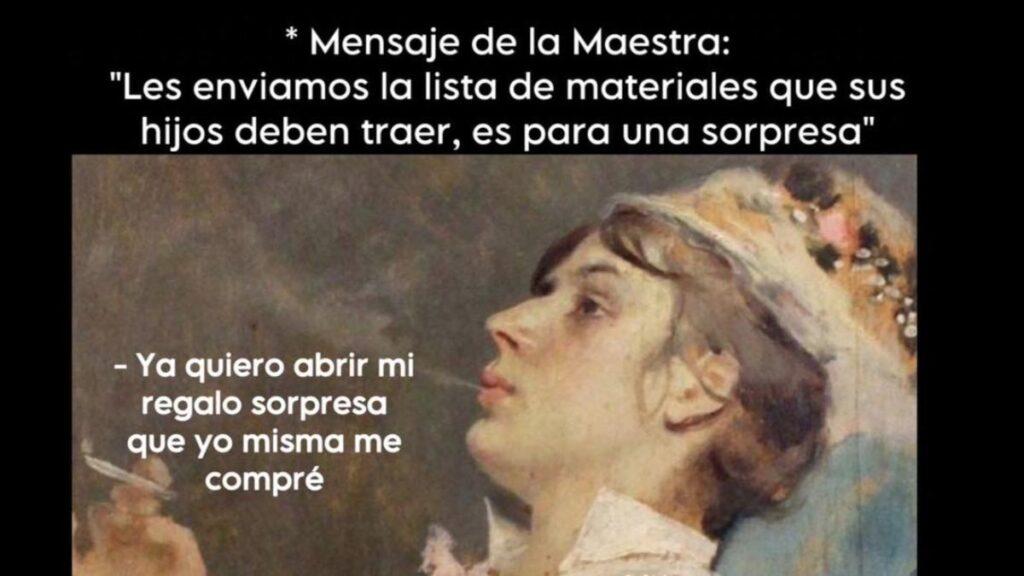 * Mensaje de la Maestra:
"Les enviamos la lista de materiales que sus
hijos deben traer, es para una sorpresa"
- Ya quiero abrir mi
regalo sorpresa
que yo misma me
compré